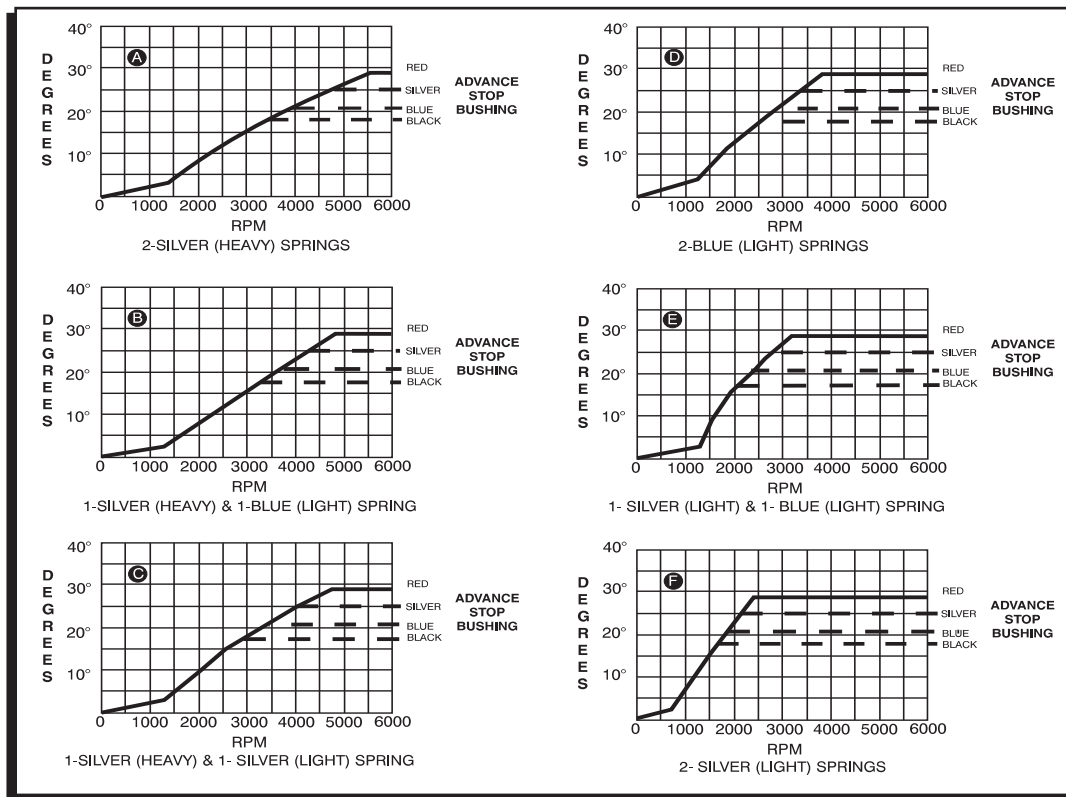 A
DEGREES
40°
30°
20°
10°
0 1000 2000 3000 4000 5000 6000
RPM
RED
SILVER
BLUE
BLACK
ADVANCE
STOP
BUSHING
2-SILVER (HEAVY) SPRINGS
B
DEGREES
40°
30°
20°
10°
0 1000 2000 3000 4000 5000 6000
RPM
RED
SILVER
BLUE
BLACK
ADVANCE
STOP
BUSHING
1-SILVER (HEAVY) & 1-BLUE (LIGHT) SPRING
C
DEGREES
40°
30°
20°
10°
0 1000 2000 3000 4000 5000 6000
RPM
RED
SILVER
BLUE
BLACK
ADVANCE
STOP
BUSHING
1-SILVER (HEAVY) & 1- SILVER (LIGHT) SPRING
D
DEGREES
40°
30°
20°
10°
0 1000 2000 3000 4000 5000 6000
RPM
RED
SILVER
BLUE
BLACK
ADVANCE
STOP
BUSHING
2-BLUE (LIGHT) SPRINGS
E
DEGREES
40°
30°
20°
10°
0 1000 2000 3000 4000 5000 6000
RPM
RED
SILVER
BLUE
BLACK
ADVANCE
STOP
BUSHING
1- SILVER (LIGHT) & 1- BLUE (LIGHT) SPRING
F
DEGREES
40°
30°
20°
10°
0 1000 2000 3000 4000 5000 6000
RPM
RED
SILVER
BLUE
BLACK
ADVANCE
STOP
BUSHING
2- SILVER (LIGHT) SPRINGS